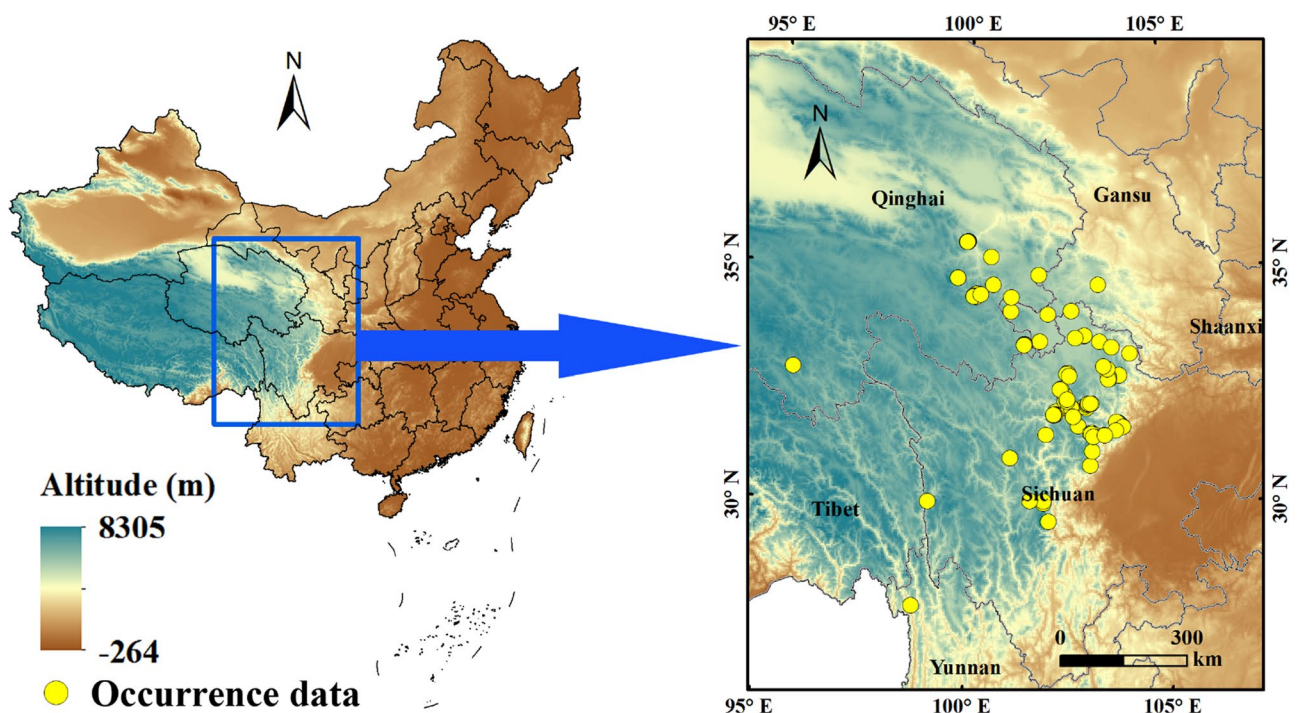 N
Altitude (m)
8305
-264
Occurrence data
95° E
100° E
105° E
N
Qinghai
Gansu
35° N
35° N
Shaanxi
30° N
30° N
Sichuan
Tibet
0
300
km
Yunnan
95° E
100° E
105° E